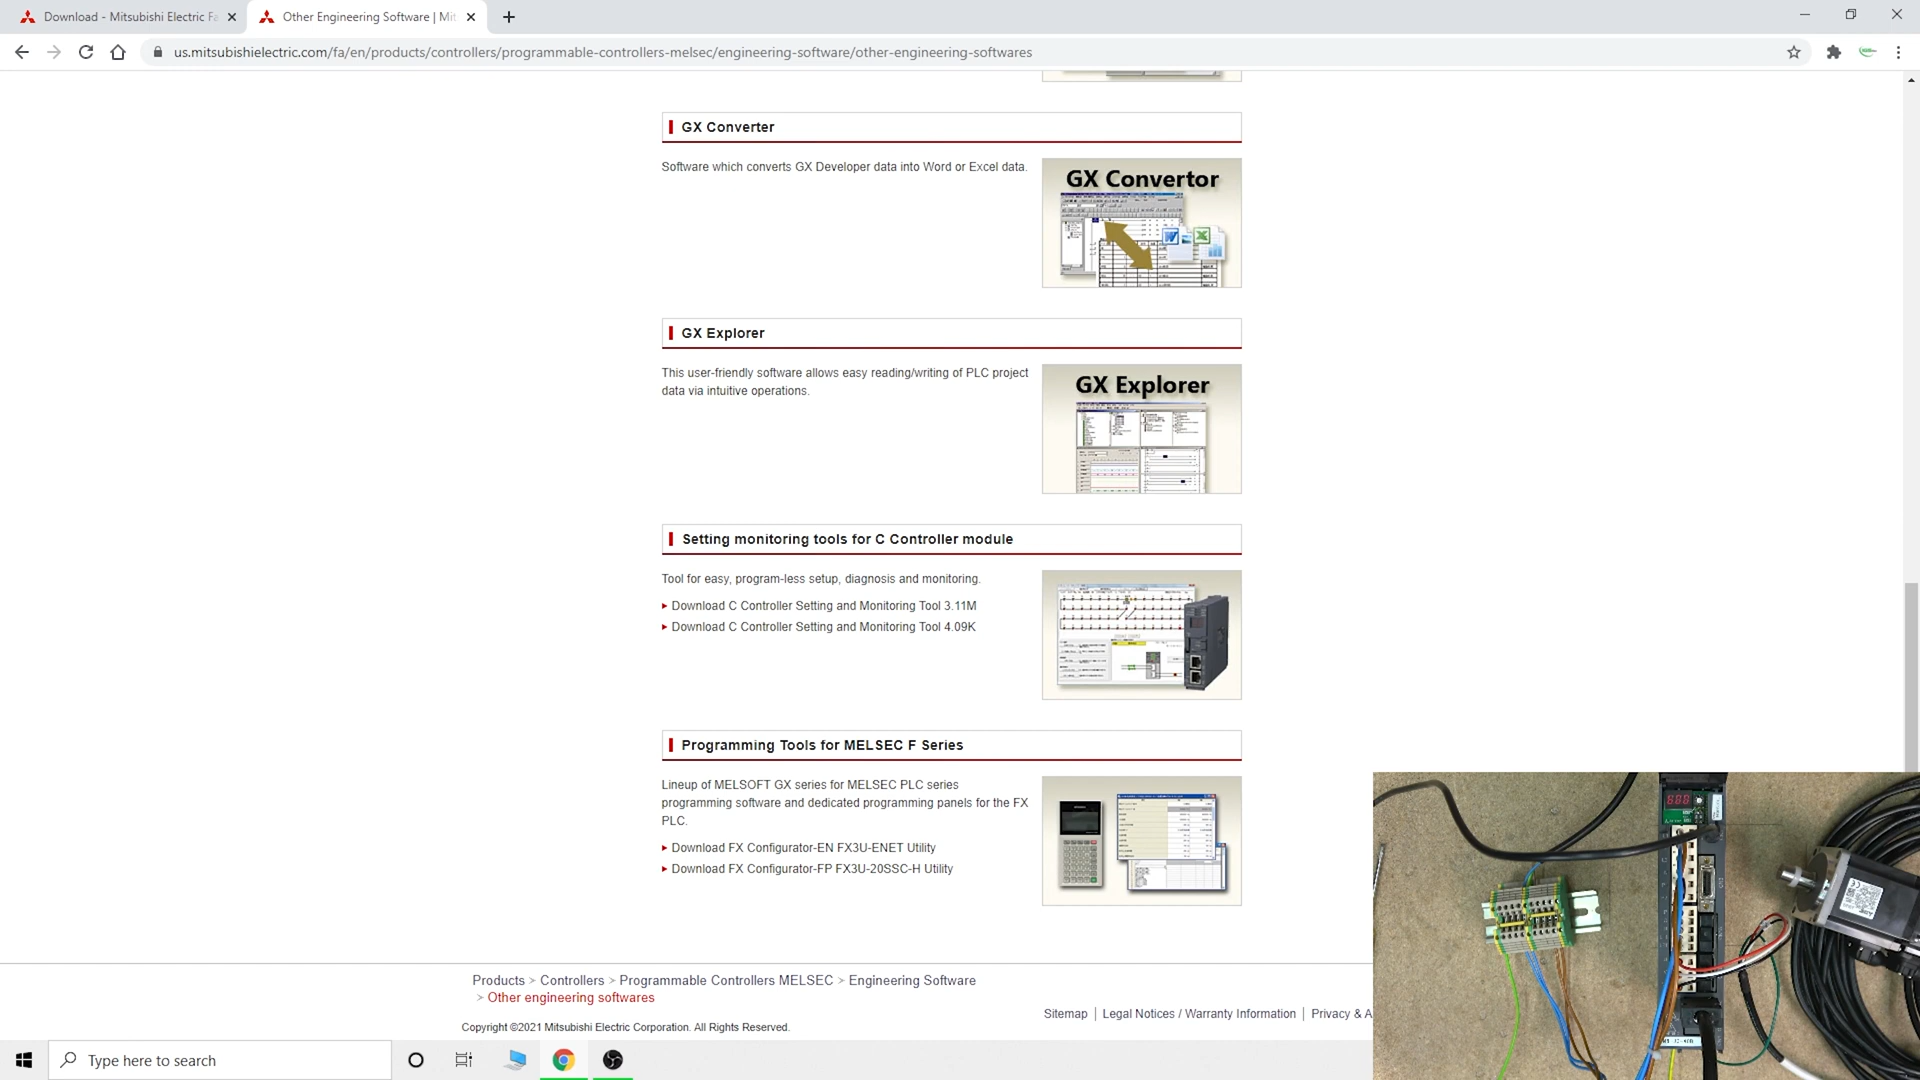 Download - Mitsubishi Electric Fa
Other Engineering Software | Mit
us.mitsubishielectric.com/fa/en/products/controllers/programmable-controllers-melsec/engineering-software/other-engineering-softwares
GX Converter
Software which converts GX Developer data into Word or Excel data.
GX Convertor
GX Explorer
This user-friendly software allows easy reading/writing of PLC project
data via intuitive operations.
GX Explorer
Setting monitoring tools for C Controller module
Tool for easy, program-less setup, diagnosis and monitoring.
Download C Controller Setting and Monitoring Tool 3.11M
Download C Controller Setting and Monitoring Tool 4.09K
Programming Tools for MELSEC F Series
Lineup of MELSOFT GX series for MELSEC PLC series
programming software and dedicated programming panels for the FX
PLC.
Download FX Configurator-EN FX3U-ENET Utility
Download FX Configurator-FP FX3U-20SSC-H Utility
Products > Controllers > Programmable Controllers MELSEC > Engineering Software
> Other engineering softwares
Sitemap | Legal Notices / Warranty Information | Privacy & A
Copyright ©2021 Mitsubishi Electric Corporation. All Rights Reserved.
Type here to search